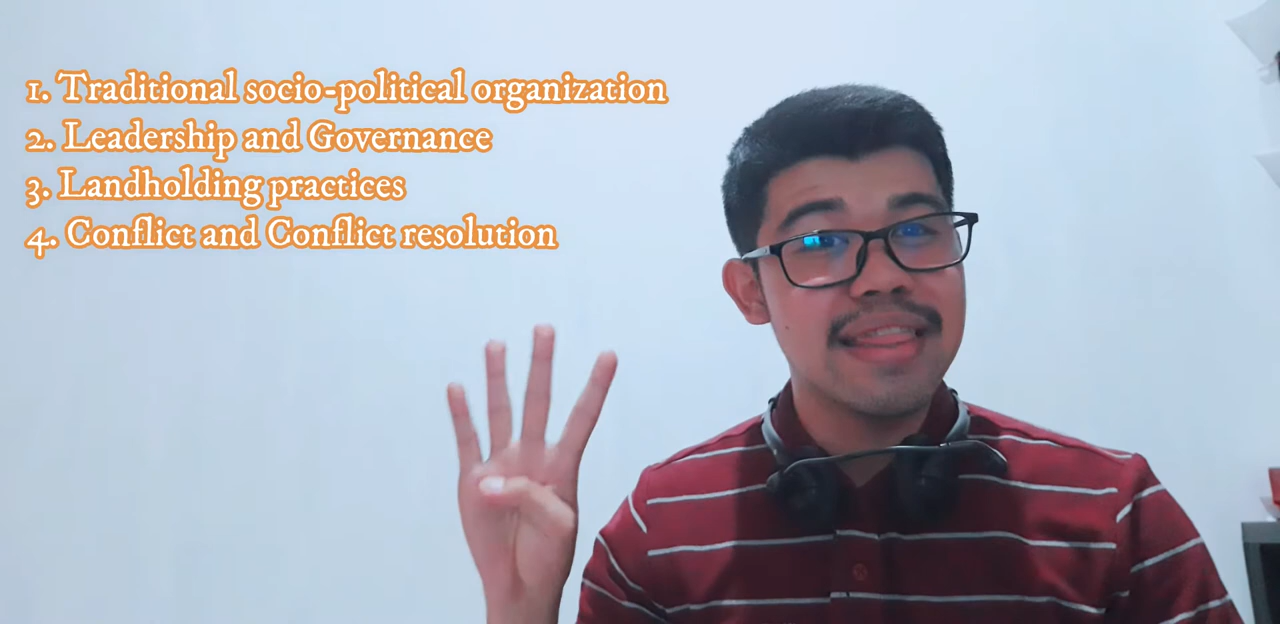 1. Traditional socio-political organization
2. Leadership and Governance
3. Landholding practices
4. Conflict and Conflict resolution